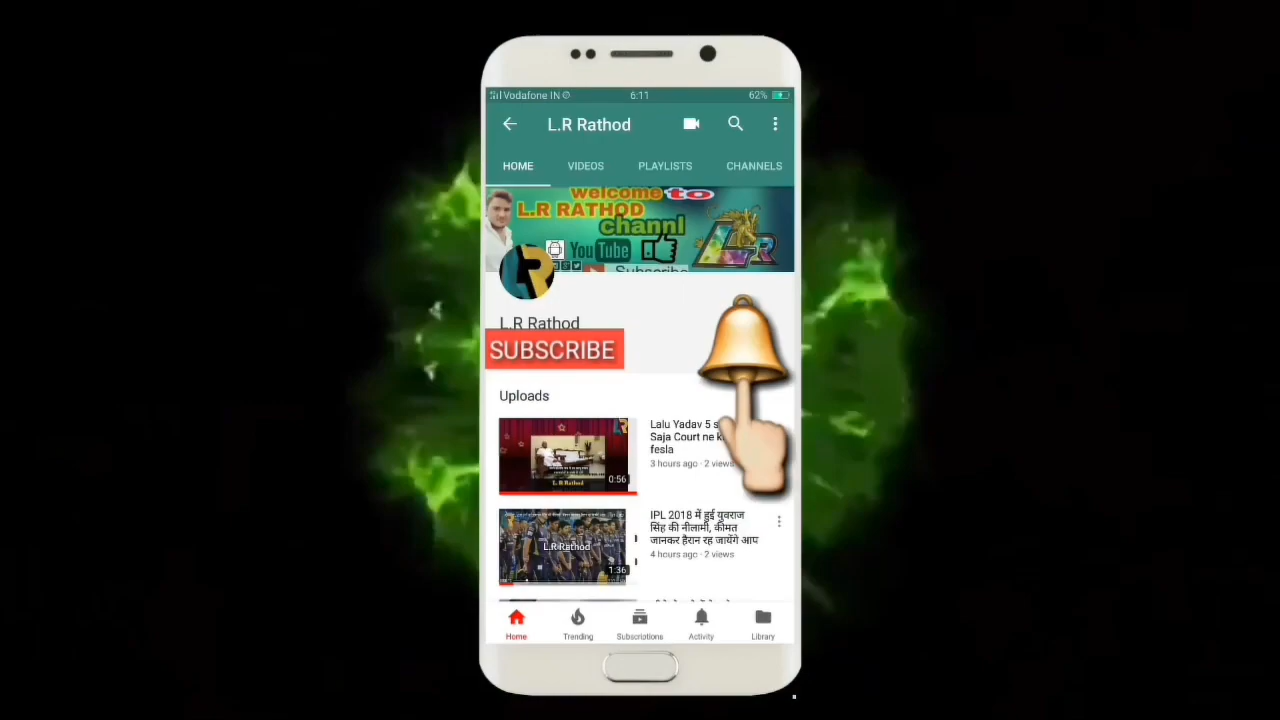 Vodafone IN
6:11
62%
L.R Rathod
HOME
VIDEOS
PLAYLISTS
CHANNELS
welcome to
L.R RATHOD
channl
YouTube
LR
Subscribe
L.R Rathod
SUBSCRIBE
Uploads
Lalu Yadav 5 s
Saja Court ne k
fesla
3 hours ago · 2 views
0:56
L. R Rathod
IPL 2018 में हुई युवराज
सिंह की नीलामी, कीमत
जानकर हैरान रह जायेंगे आप
4 hours ago · 2 views
L.R Rathod
1:36
Home
Trending
Subscriptions
Activity
Library